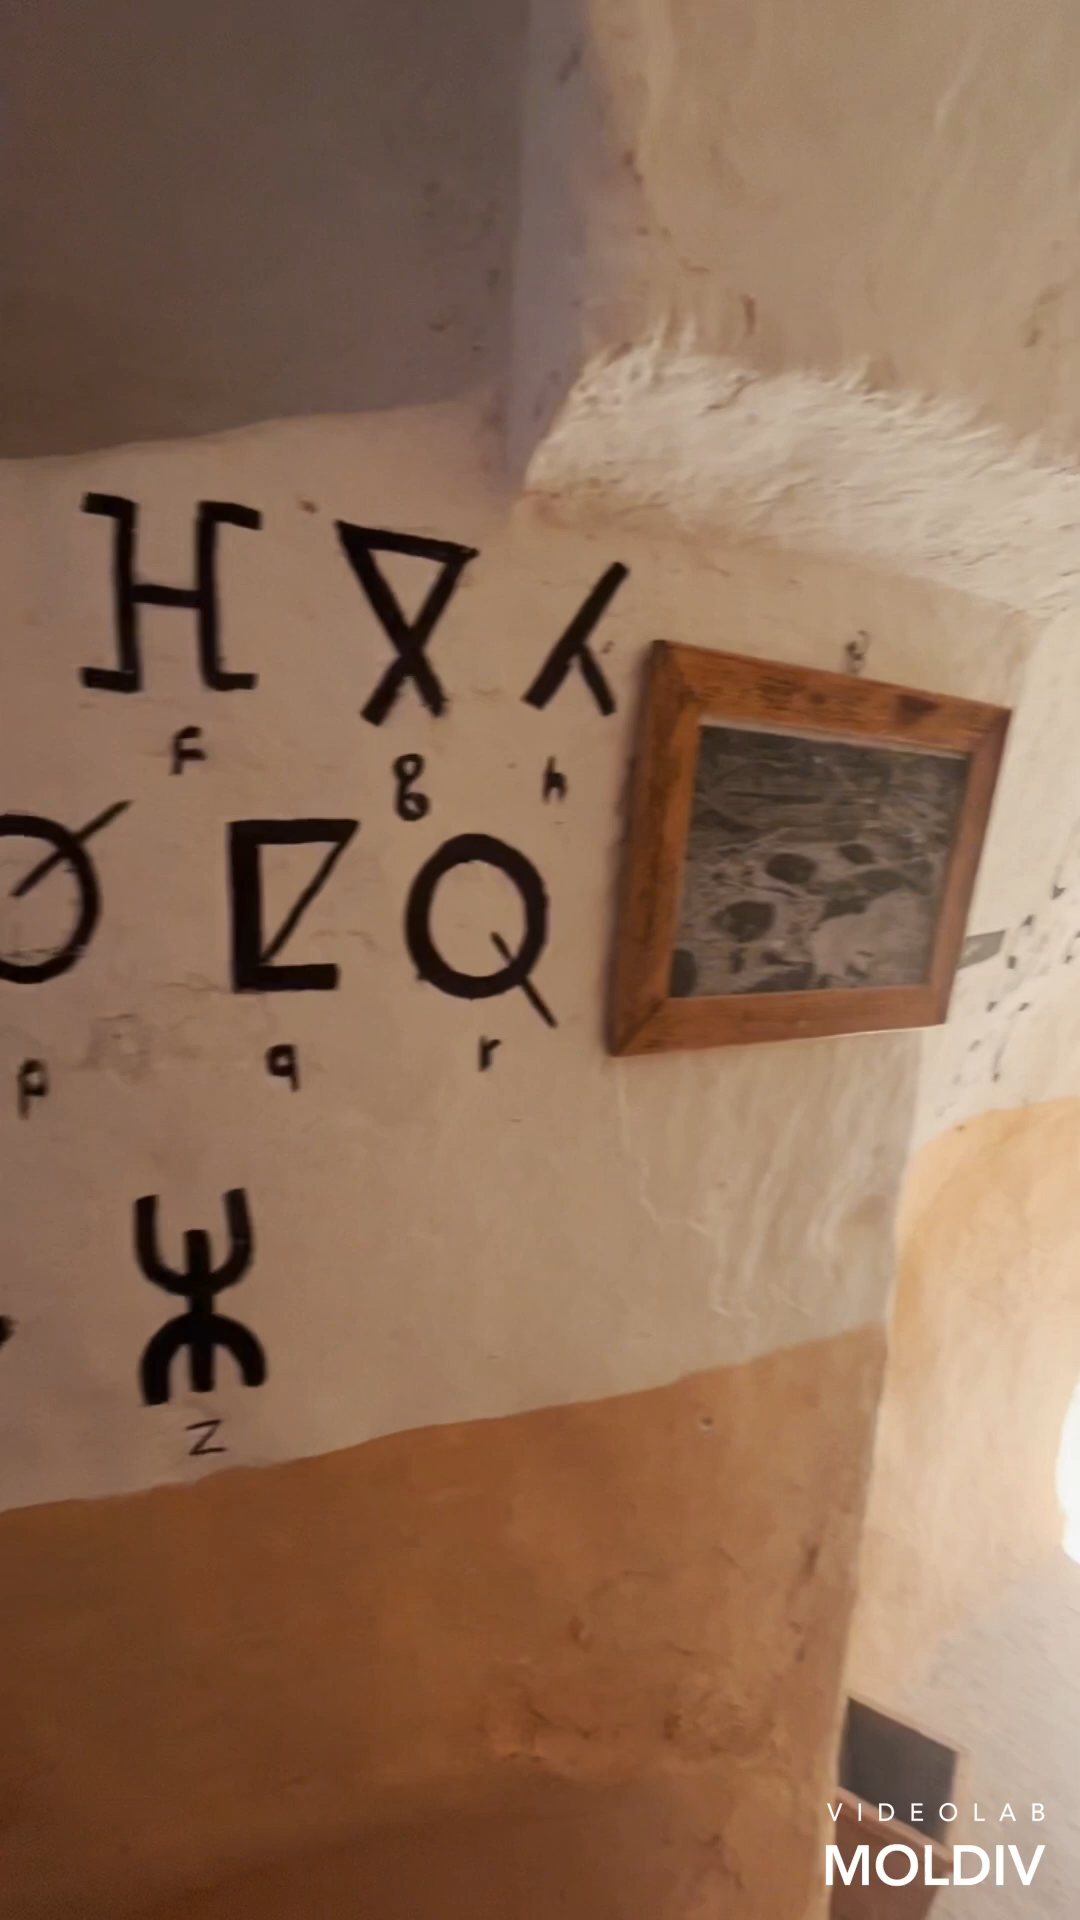 ⴼ ⴴ ⵃ
F g h
ⵁ ⵇ ⵕ
p q r
ⵣ
z
VIDEOLAB
MOLDIV